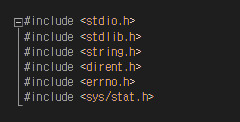 #include <stdio.h>
#include <stdlib.h>
#include <string.h>
#include <dirent.h>
#include <errno.h>
#include <sys/stat.h>